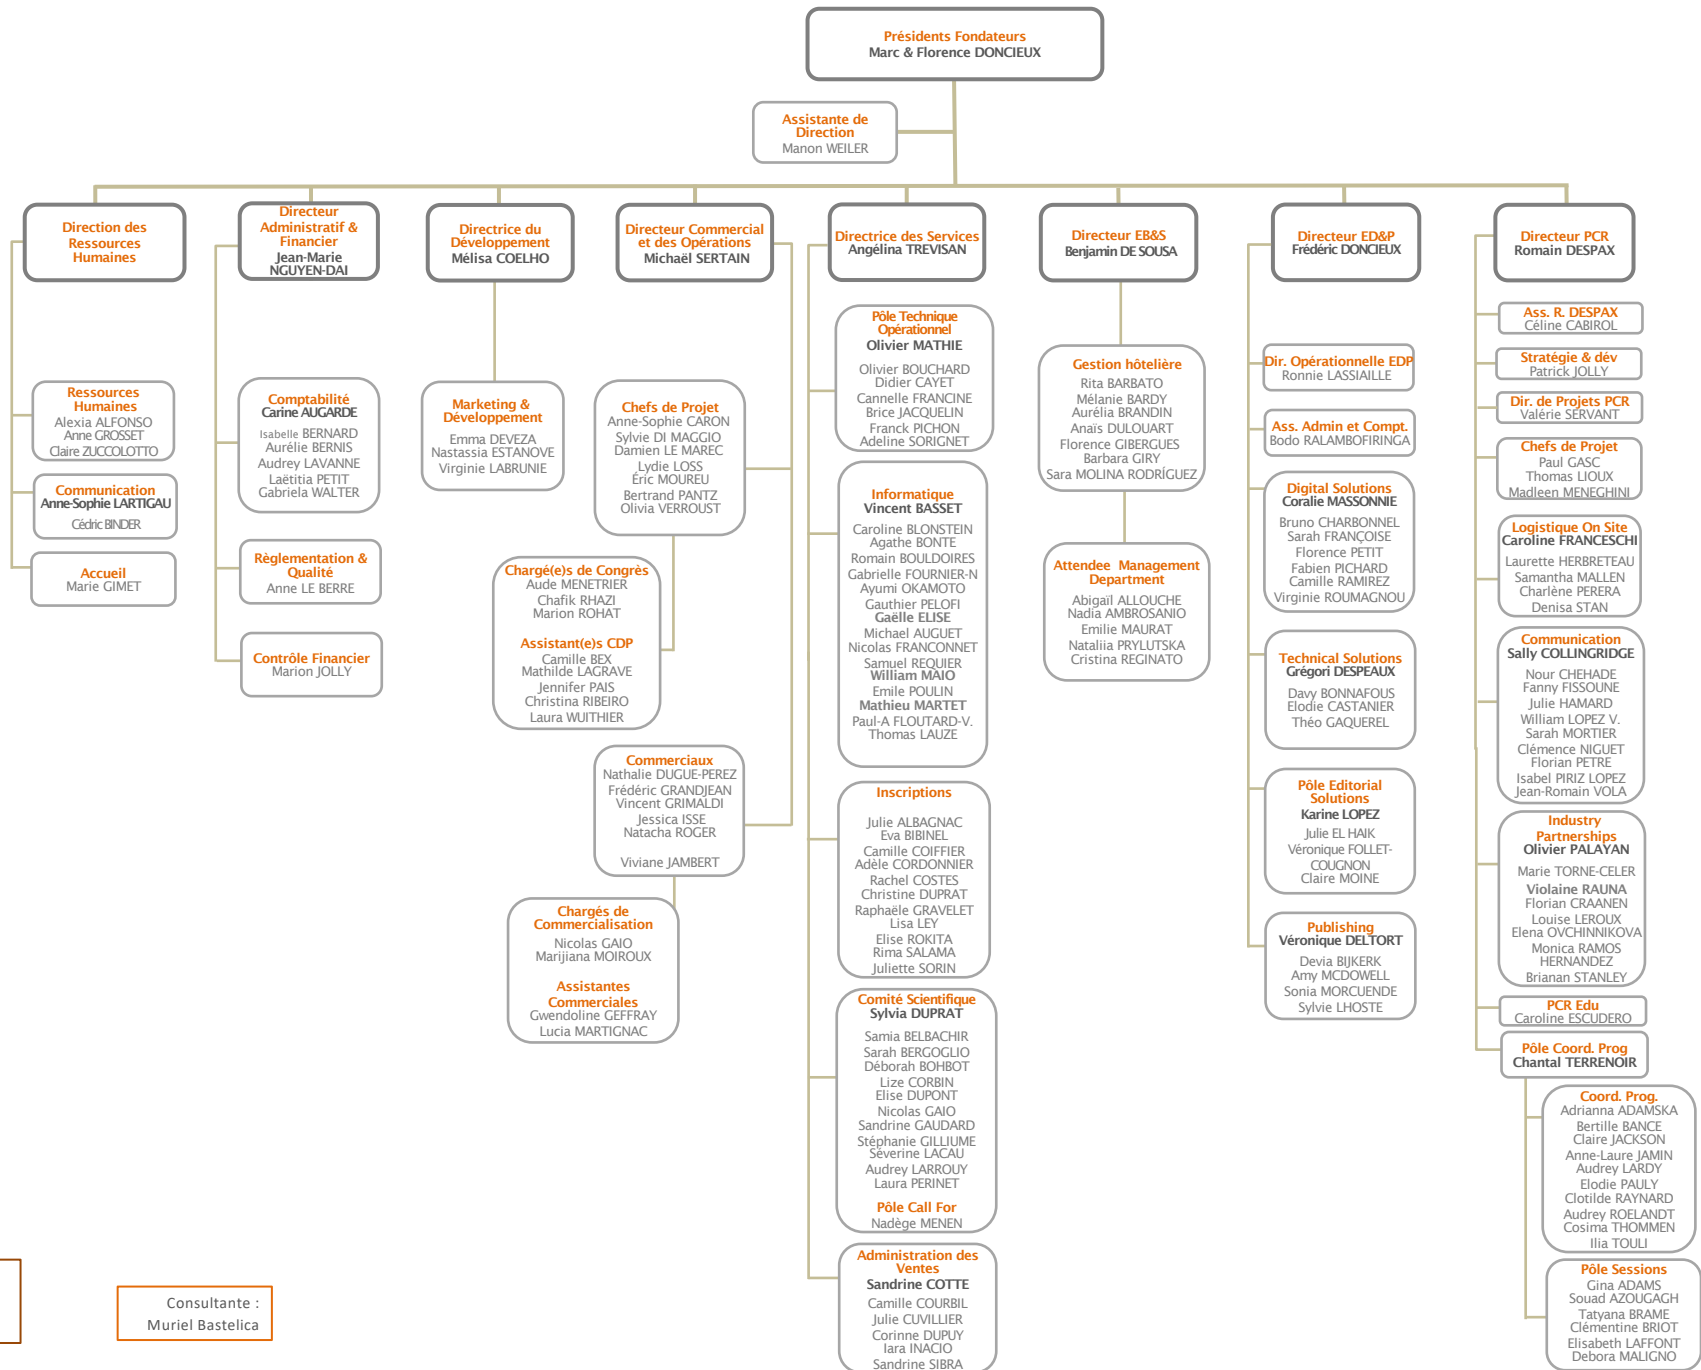 Présidents Fondateurs
Marc & Florence DONCIEUX
Assistante de
Direction
Manon WEILER
Direction des
Ressources
Humaines
Ressources
Humaines
Alexia ALFONSO
Anne GROSSET
Claire ZUCCOLOTTO
Communication
Anne-Sophie LARTIGAU
Cédric BINDER
Accueil
Marie GIMET
Directeur
Administratif &
Financier
Jean-Marie
NGUYEN-DAI
Comptabilité
Carine AUGARDE
Isabelle BERNARD
Aurélie BERNIS
Audrey LAVANNE
Laëtitia PETIT
Gabriela WALTER
Règlementation &
Qualité
Anne LE BERRE
Contrôle Financier
Marion JOLLY
Directrice du
Développement
Mélisa COELHO
Marketing &
Développement
Emma DEVEZA
Nastassia ESTANOVE
Virginie LABRUNIE
Directeur Commercial
et des Opérations
Michaël SERTAIN
Chefs de Projet
Anne-Sophie CARON
Sylvie DI MAGGIO
Damien LE MAREC
Lydie LOSS
Éric MOUREU
Bertrand PANTZ
Olivia VERROUST
Chargé(e)s de Congrès
Aude MENETRIER
Chafik RHAZI
Marion ROHAT
Assistant(e)s CDP
Camille BEX
Mathilde LAGRAVE
Jennifer PAIS
Christina RIBEIRO
Laura WUITHIER
Commerciaux
Nathalie DUGUE-PEREZ
Frédéric GRANDJEAN
Vincent GRIMALDI
Jessica ISSE
Natacha ROGER
Viviane JAMBERT
Chargés de
Commercialisation
Nicolas GAIO
Marijiana MOIROUX
Assistantes
Commerciales
Gwendoline GEFFRAY
Lucia MARTIGNAC
Directrice des Services
Angélina TREVISAN
Pôle Technique
Opérationnel
Olivier MATHIE
Olivier BOUCHARD
Didier CAYET
Cannelle FRANCINE
Brice JACQUELIN
Franck PICHON
Adeline SORIGNET
Informatique
Vincent BASSET
Caroline BLONSTEIN
Agathe BONTE
Romain BOULDOIRES
Gabrielle FOURNIER-N
Ayumi OKAMOTO
Gauthier PELOFI
Gaëlle ELISE
Michael AUGUET
Nicolas FRANCONNET
Samuel REQUIER
William MAIO
Emile POULIN
Mathieu MARTET
Paul-A FLOUTARD-V.
Thomas LAUZE
Inscriptions
Julie ALBAGNAC
Eva BIBINEL
Camille COIFFIER
Adèle CORDONNIER
Rachel COSTES
Christine DUPRAT
Raphaële GRAVELET
Lisa LEY
Elise ROKITA
Rima SALAMA
Juliette SORIN
Comité Scientifique
Sylvia DUPRAT
Samia BELBACHIR
Sarah BERGOGLIO
Déborah BOHBOT
Lize CORBIN
Elise DUPONT
Nicolas GAIO
Sandrine GAUDARD
Stéphanie GILLIUME
Séverine LACAU
Audrey LARROUY
Laura PERINET
Pôle Call For
Nadège MENEN
Administration des
Ventes
Sandrine COTTE
Camille COURBIL
Julie CUVILLIER
Corinne DUPUY
Iara INACIO
Sandrine SIBRA
Directeur EB&S
Benjamin DE SOUSA
Gestion hôtelière
Rita BARBATO
Mélanie BARDY
Aurélia BRANDIN
Anaïs DULOUART
Florence GIBERGUES
Barbara GIRY
Sara MOLINA RODRÍGUEZ
Attendee Management
Department
Abigaïl ALLOUCHE
Nadia AMBROSANIO
Emilie MAURAT
Nataliia PRYLUTSKA
Cristina REGINATO
Directeur ED&P
Frédéric DONCIEUX
Dir. Opérationnelle EDP
Ronnie LASSIAILLE
Ass. Admin et Compt.
Bodo RALAMBOFIRINGA
Digital Solutions
Coralie MASSONNIE
Bruno CHARBONNEL
Sarah FRANÇOISE
Florence PETIT
Fabien PICHARD
Camille RAMIREZ
Virginie ROUMAGNOU
Technical Solutions
Grégori DESPEAUX
Davy BONNAFOUS
Elodie CASTANIER
Théo GAQUEREL
Pôle Editorial
Solutions
Karine LOPEZ
Julie EL HAIK
Véronique FOLLET-
COUGNON
Claire MOINE
Publishing
Véronique DELTORT
Devia BIJKERK
Amy MCDOWELL
Sonia MORCUENDE
Sylvie LHOSTE
Directeur PCR
Romain DESPAX
Ass. R. DESPAX
Céline CABIROL
Stratégie & dév
Patrick JOLLY
Dir. de Projets PCR
Valérie SERVANT
Chefs de Projet
Paul GASC
Thomas LIOUX
Madleen MENEGHINI
Logistique On Site
Caroline FRANCESCHI
Laurette HERBRETEAU
Samantha MALLEN
Charlène PERERA
Denisa STAN
Communication
Sally COLLINGRIDGE
Nour CHEHADE
Fanny FISSOUNE
Julie HAMARD
William LOPEZ V.
Sarah MORTIER
Clémence NIGUET
Florian PETRE
Isabel PIRIZ LOPEZ
Jean-Romain VOLA
Industry
Partnerships
Olivier PALAYAN
Marie TORNE-CELER
Violaine RAUNA
Florian CRAANEN
Louise LEROUX
Elena OVCHINNIKOVA
Monica RAMOS
HERNANDEZ
Brianan STANLEY
PCR Edu
Caroline ESCUDERO
Pôle Coord. Prog
Chantal TERRENOIR
Coord. Prog.
Adrianna ADAMSKA
Bertille BANCE
Claire JACKSON
Anne-Laure JAMIN
Audrey LARDY
Elodie PAULY
Clotilde RAYNARD
Audrey ROELANDT
Cosima THOMMEN
Ilia TOULI
Pôle Sessions
Gina ADAMS
Souad AZOUGAGH
Tatyana BRAME
Clémentine BRIOT
Elisabeth LAFFONT
Debora MALIGNO
Consultante :
Muriel Bastelica